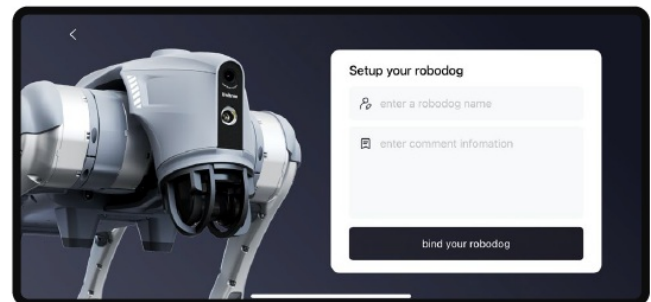 Setup your robodog
enter a robodog name
enter comment infomation
bind your robodog